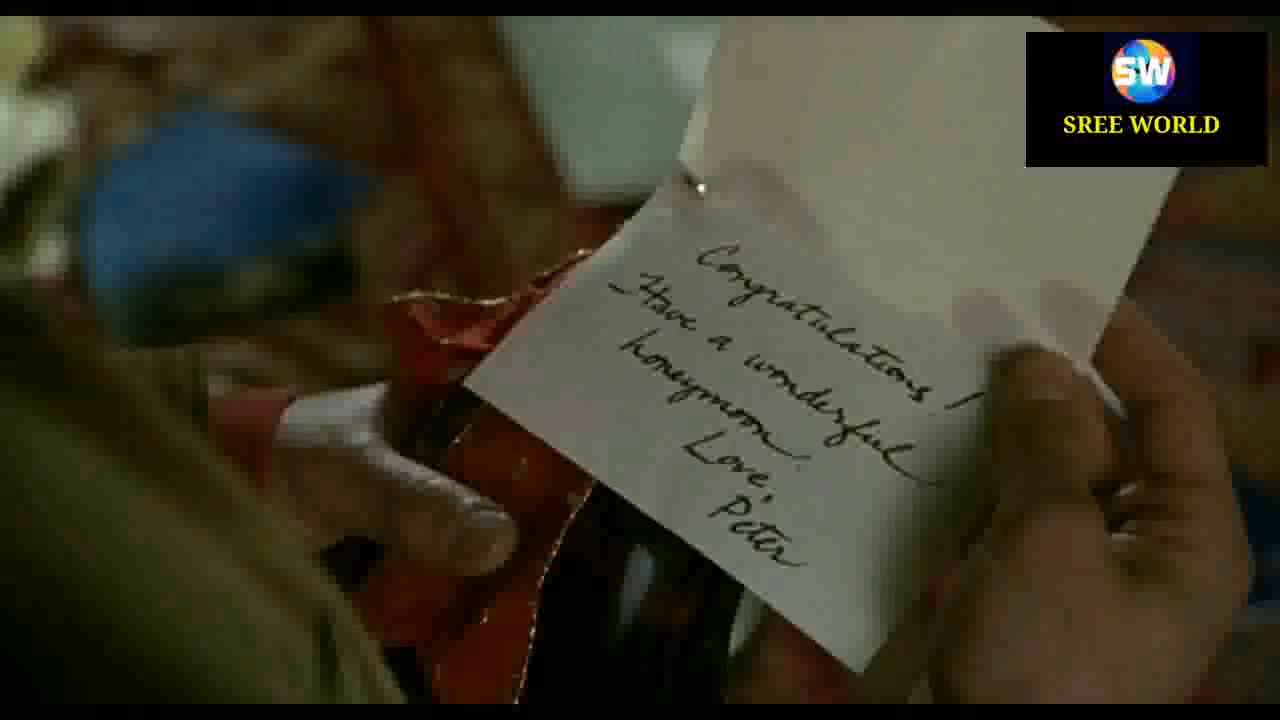 SW
SREE WORLD
Congratulations!
Have a wonderful
honeymoon.
Love,
Peter